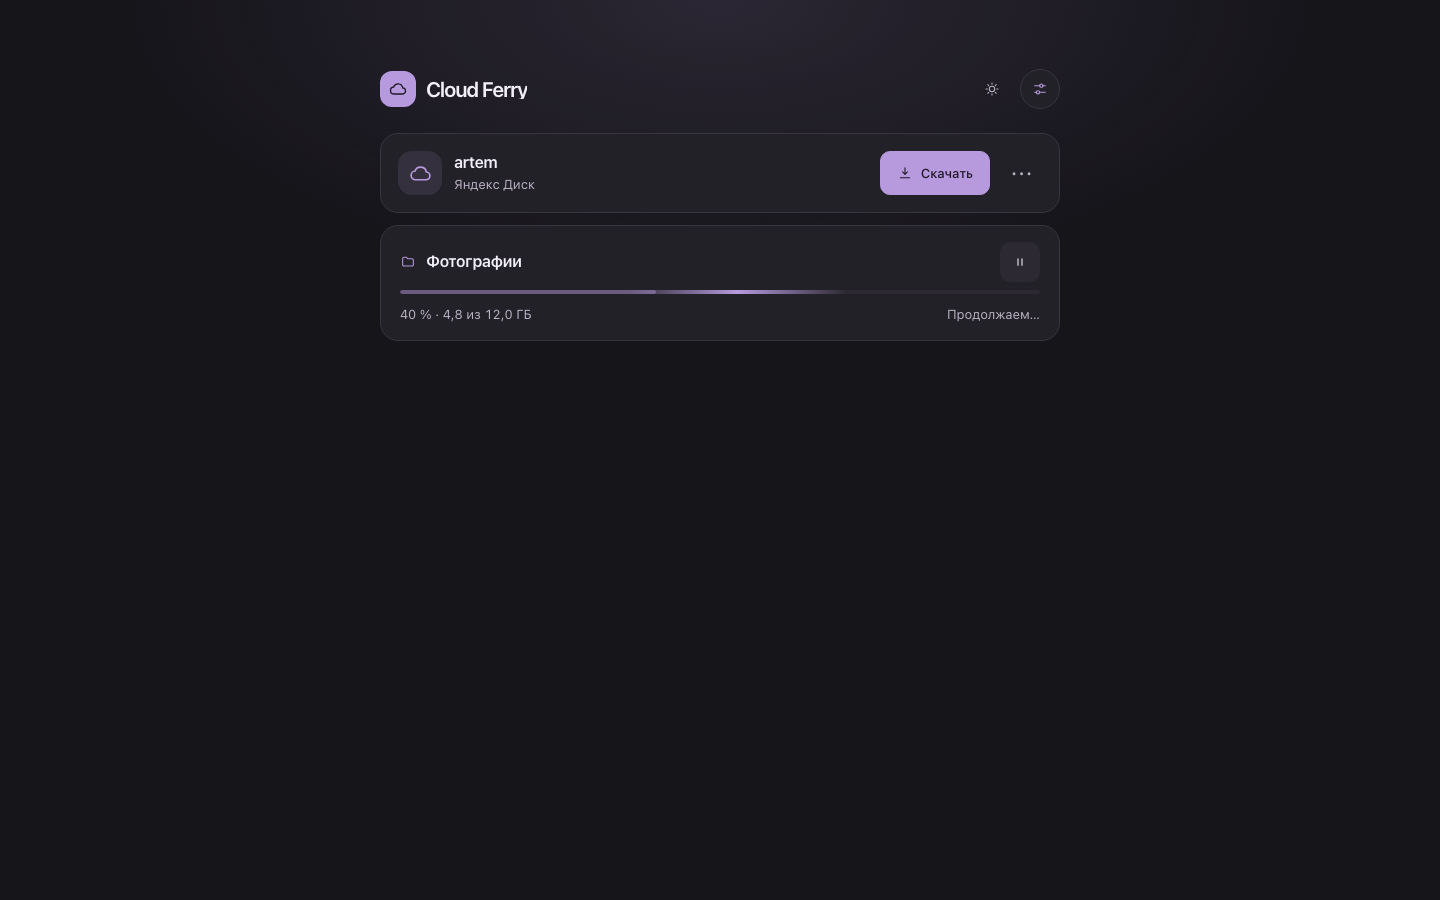 Cloud Ferry
artem
Яндекс Диск
Скачать
Фотографии
40 % · 4,8 из 12,0 ГБ
Продолжаем…